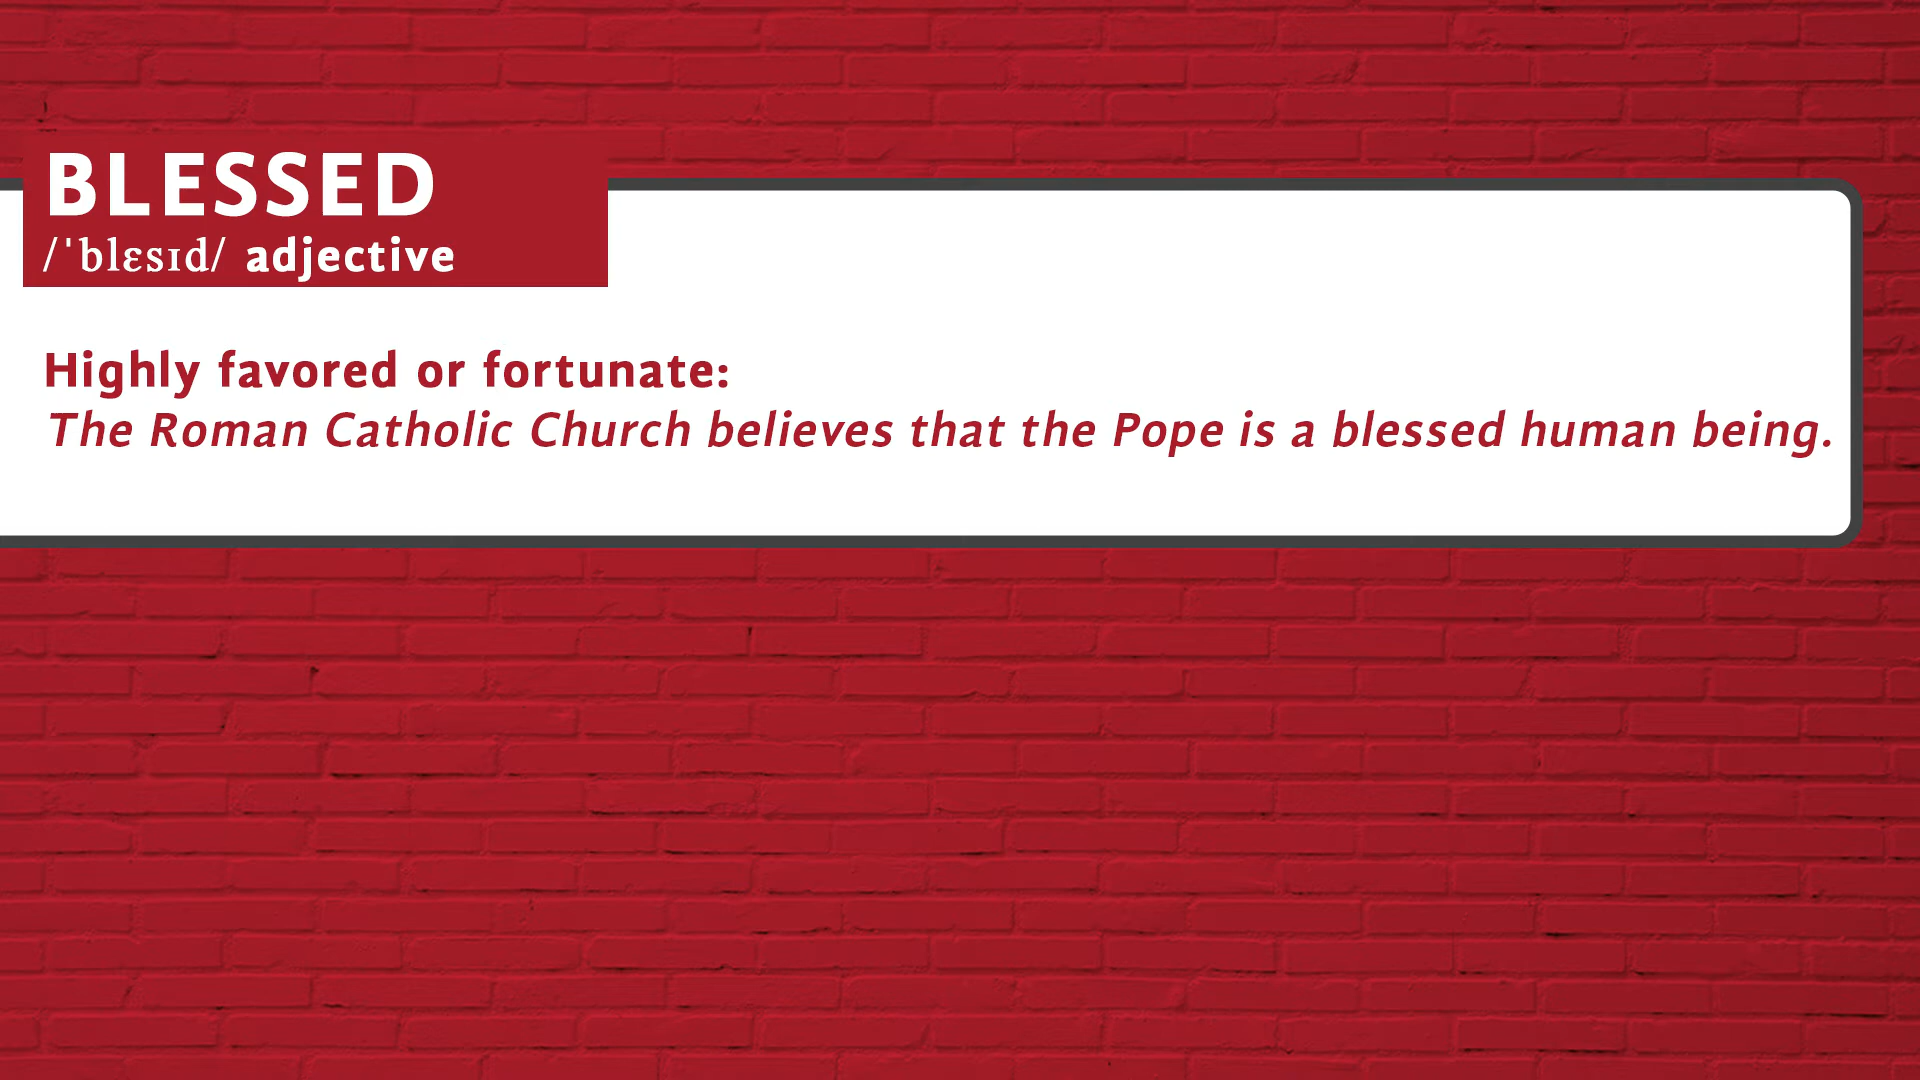 BLESSED
/ˈblɛsɪd/ adjective
Highly favored or fortunate:
The Roman Catholic Church believes that the Pope is a blessed human being.